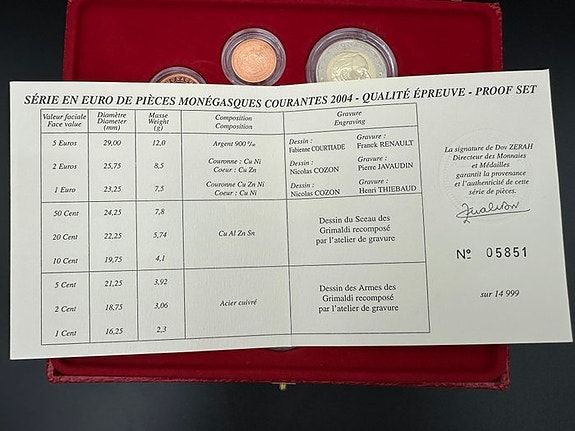 SÉRIE EN EURO DE PIÈCES MONÉGASQUES COURANTES 2004 - QUALITÉ ÉPREUVE - PROOF SET
Valeur faciale Diamètre Masse Composition Gravure
Face value Diameter Weight Composition Engraving
(mm) (g)
5 Euros 29,00 12,0 Argent 900 °/°° Dessin : Gravure :
Fabienne COURTIADE Franck RENAULT
2 Euros 25,75 8,5 Couronne : Cu Ni Dessin : Gravure :
Coeur : Cu Zn Nicolas COZON Pierre JAVAUDIN
1 Euro 23,25 7,5 Couronne : Cu Zn Ni Dessin : Gravure :
Coeur : Cu Ni Nicolas COZON Henri THIEBAUD
50 Cent 24,25 7,8
20 Cent 22,25 5,74 Cu Al Zn Sn
10 Cent 19,75 4,1
Dessin du Sceau des
Grimaldi recomposé
par l'atelier de gravure
5 Cent 21,25 3,92
2 Cent 18,75 3,06 Acier cuivré
1 Cent 16,25 2,3
Dessin des Armes des
Grimaldi recomposé
par l'atelier de gravure
La signature de Dov ZERAH
Directeur des Monnaies
et Médailles
garantit la provenance
et l'authenticité de cette
série de pièces.
N° 05851
sur 14 999